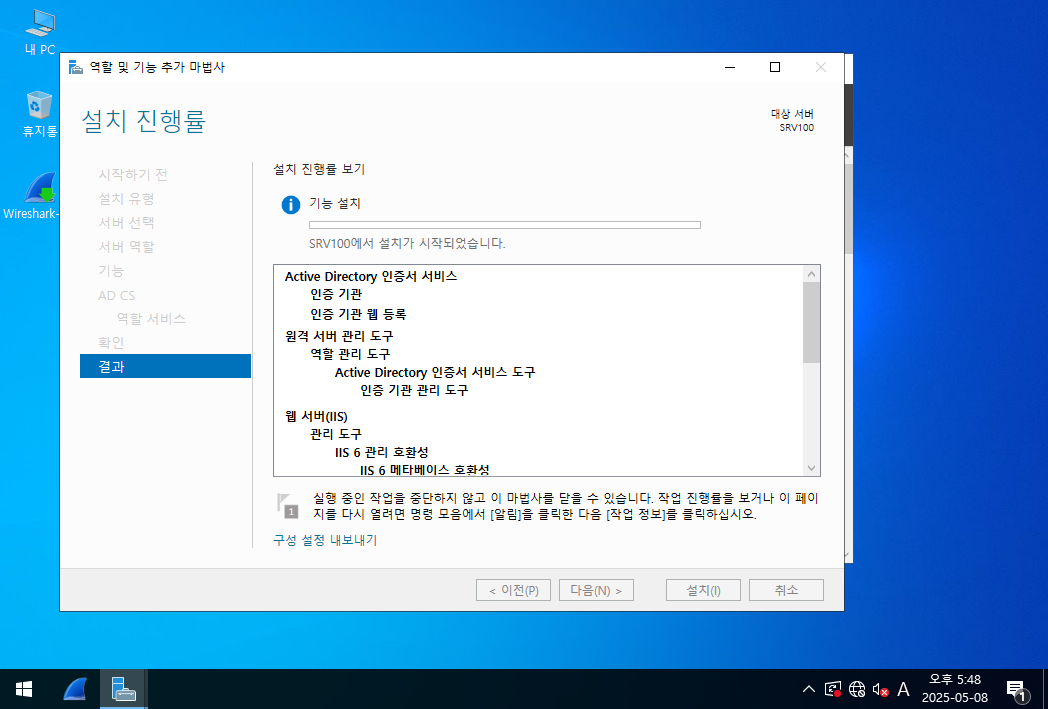 내 PC
휴지통
Wireshark-
역할 및 기능 추가 마법사
설치 진행률
대상 서버
SRV100
시작하기 전
설치 유형
서버 선택
서버 역할
기능
AD CS
역할 서비스
확인
결과
설치 진행률 보기
기능 설치
SRV100에서 설치가 시작되었습니다.
Active Directory 인증서 서비스
인증 기관
인증 기관 웹 등록
원격 서버 관리 도구
역할 관리 도구
Active Directory 인증서 서비스 도구
인증 기관 관리 도구
웹 서버(IIS)
관리 도구
IIS 6 관리 호환성
IIS 6 메타베이스 호환성
1
실행 중인 작업을 중단하지 않고 이 마법사를 닫을 수 있습니다. 작업 진행률을 보거나 이 페이
지를 다시 열려면 명령 모음에서 [알림]을 클릭한 다음 [작업 정보]를 클릭하십시오.
구성 설정 내보내기
< 이전(P)
다음(N) >
설치(I)
취소
A
오후 5:48
2025-05-08
1